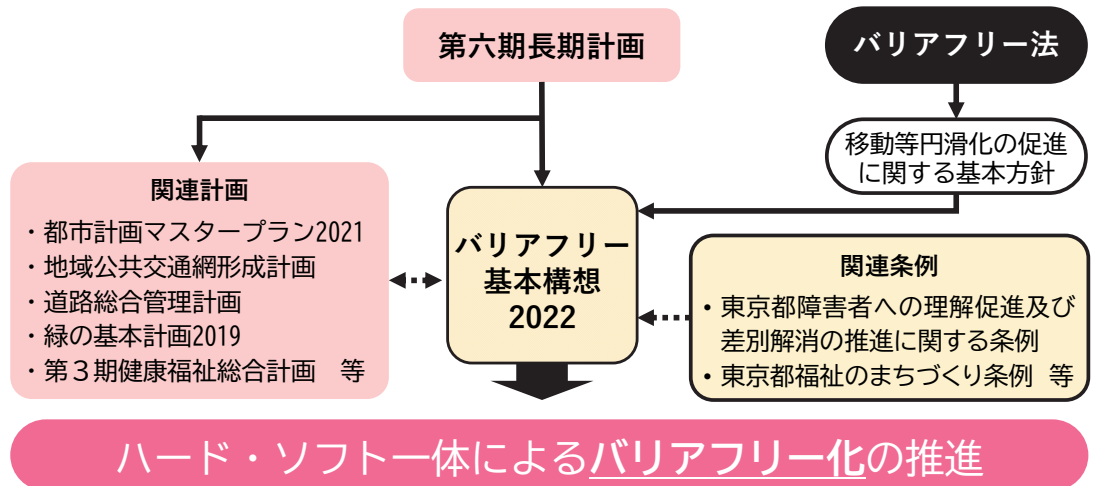 第六期長期計画
バリアフリー法
移動等円滑化の促進
に関する基本方針
関連計画
・都市計画マスタープラン2021
・地域公共交通網形成計画
・道路総合管理計画
・緑の基本計画2019
・第３期健康福祉総合計画　等
バリアフリー
基本構想
2022
関連条例
・東京都障害者への理解促進及び
差別解消の推進に関する条例
・東京都福祉のまちづくり条例　等
ハード・ソフト一体によるバリアフリー化の推進